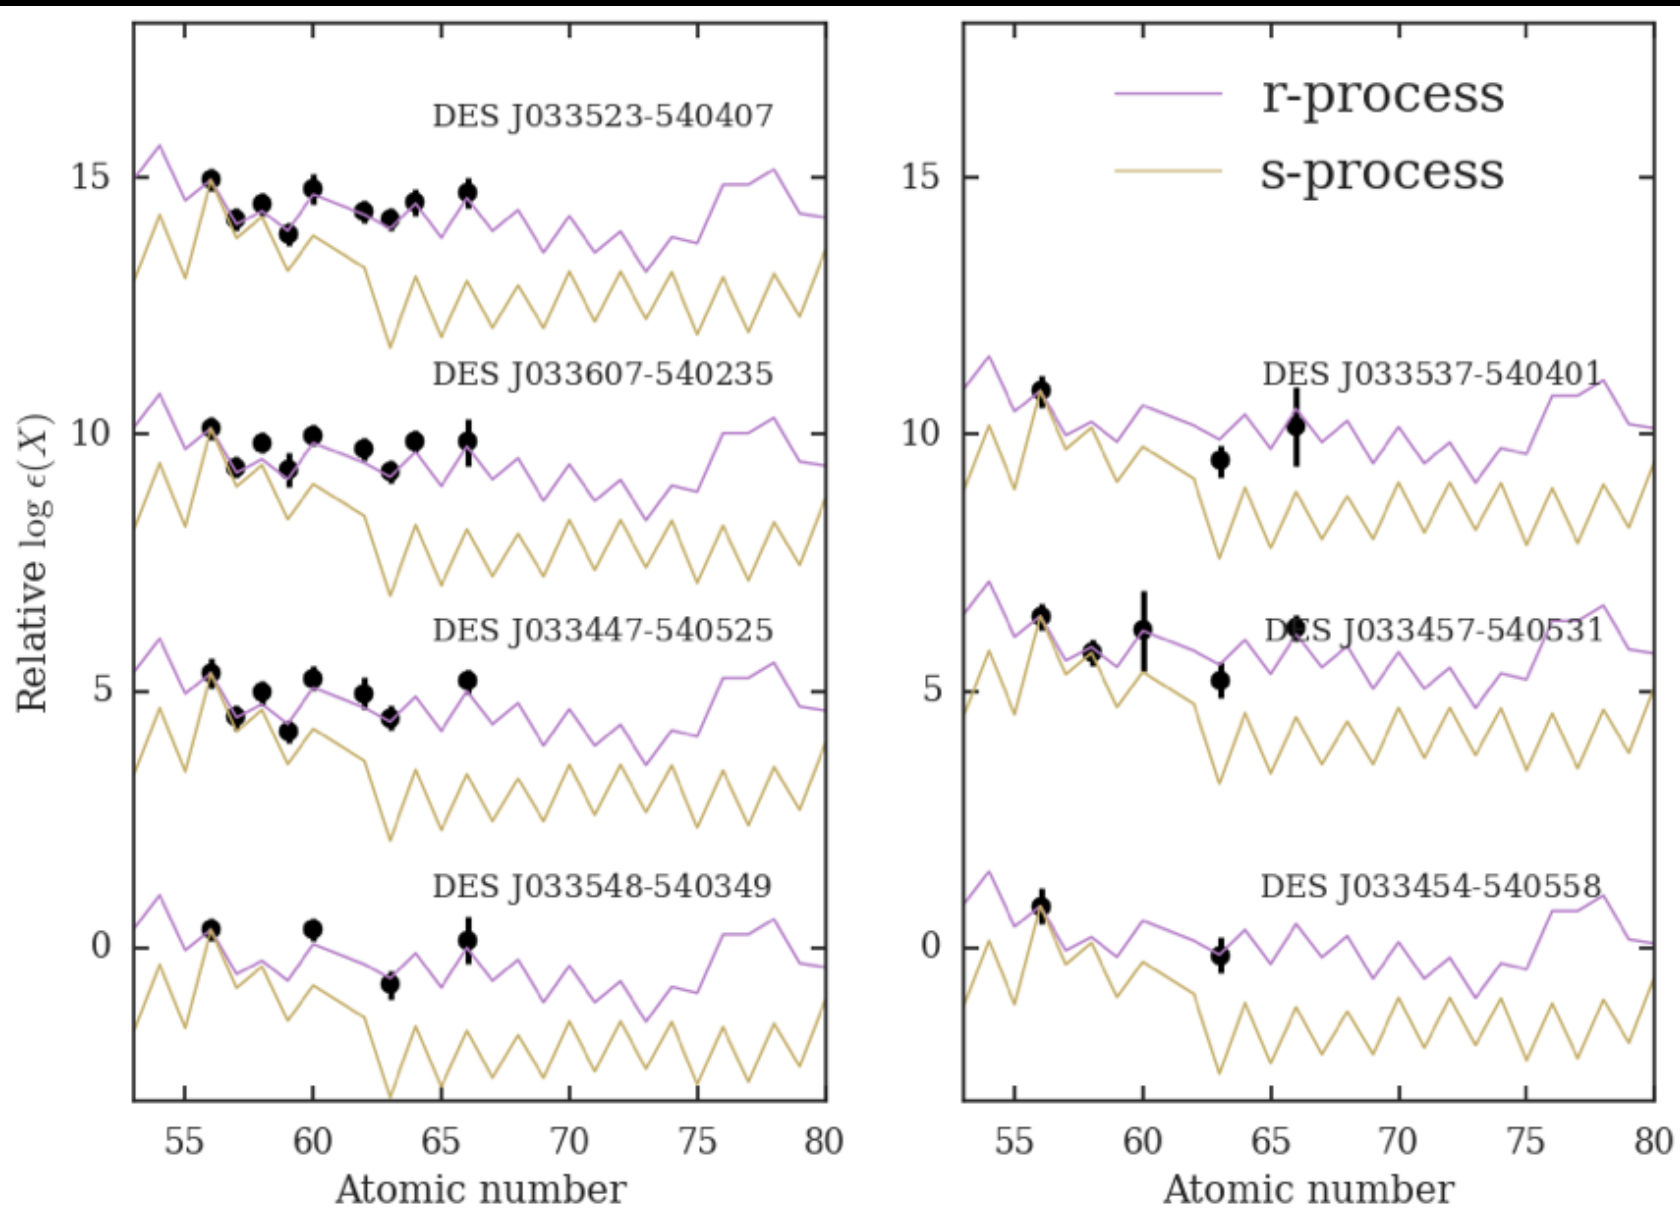 DES J033523-540407
DES J033607-540235
DES J033447-540525
DES J033548-540349
15
10
5
0
Relative log ϵ(X)
55 60 65 70 75 80
Atomic number
r-process
s-process
DES J033537-540401
DES J033457-540531
DES J033454-540558
15
10
5
0
55 60 65 70 75 80
Atomic number